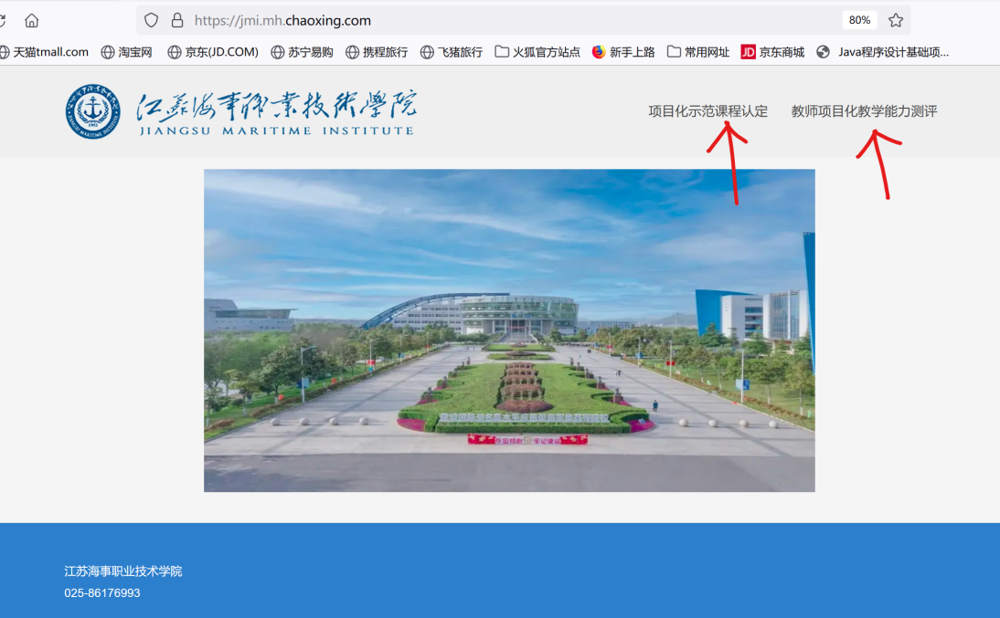 https://jmi.mh.chaoxing.com
80%
天猫tmall.com 淘宝网 京东(JD.COM) 苏宁易购 携程旅行 飞猪旅行 火狐官方站点 新手上路 常用网址 JD 京东商城 Java程序设计基础项...
江苏海事职业技术学院
JIANGSU MARITIME INSTITUTE
项目化示范课程认定 教师项目化教学能力测评
江苏海事职业技术学院
025-86176993